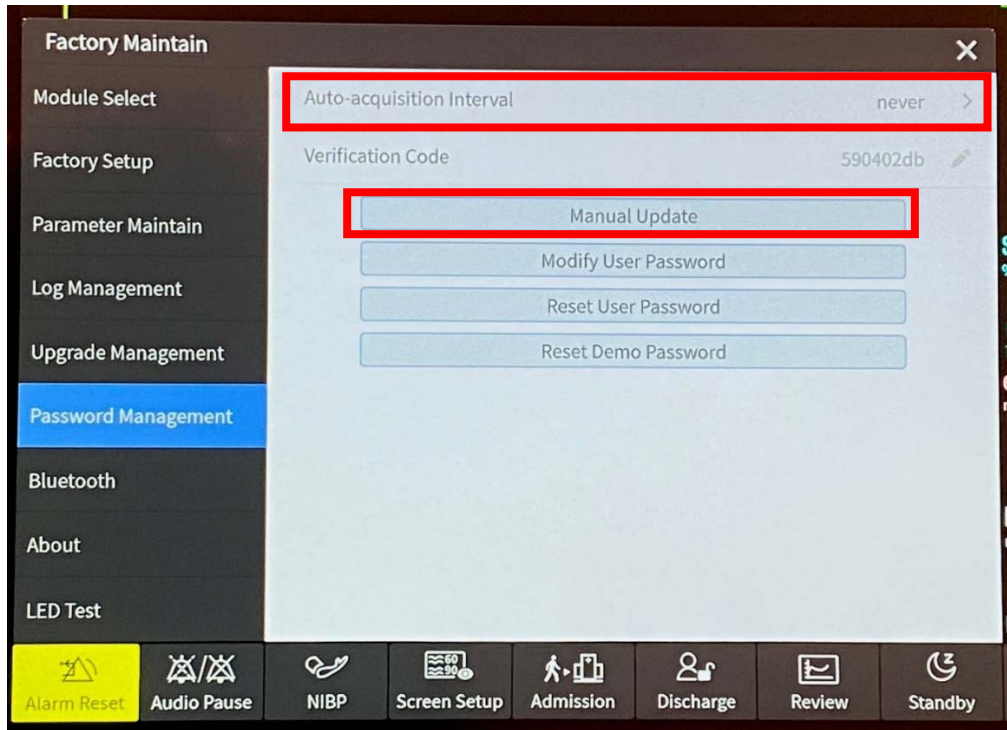 Factory Maintain
Module Select
Factory Setup
Parameter Maintain
Log Management
Upgrade Management
Password Management
Bluetooth
About
LED Test
Auto-acquisition Interval never
Verification Code 590402db
Manual Update
Modify User Password
Reset User Password
Reset Demo Password
Alarm Reset
Audio Pause
NIBP
60
90
Screen Setup
Admission
Discharge
Review
Standby